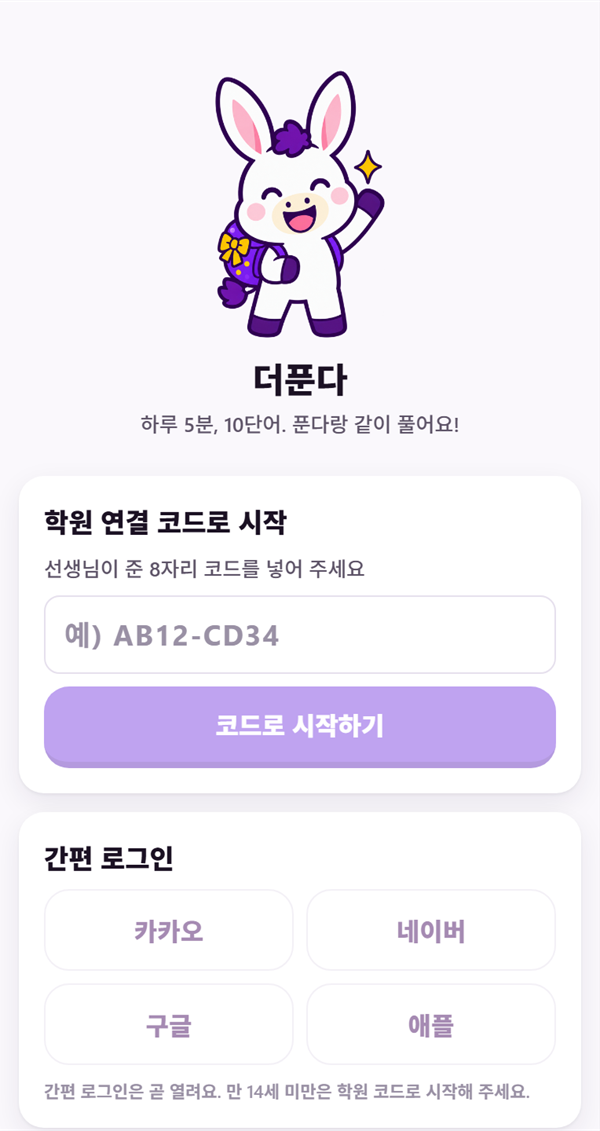 더푼다
하루 5분, 10단어. 푼다랑 같이 풀어요!
학원 연결 코드로 시작
선생님이 준 8자리 코드를 넣어 주세요
예) AB12-CD34
코드로 시작하기
간편 로그인
카카오
네이버
구글
애플
간편 로그인은 곧 열려요. 만 14세 미만은 학원 코드로 시작해 주세요.